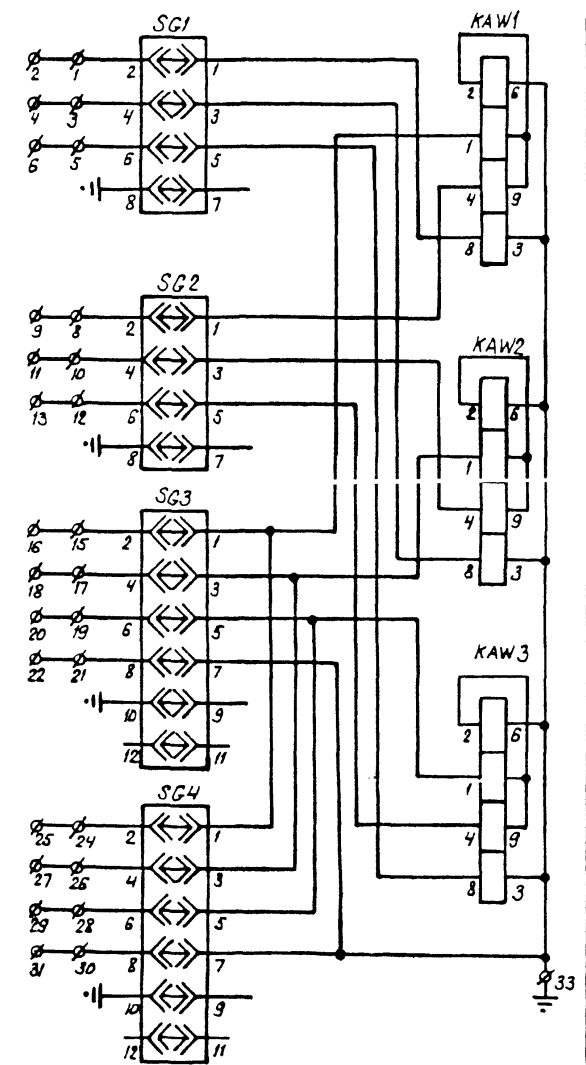 SG1
KAW1
2 1 2 1
2 6
4 3 4 3
6 5 6 5
1
4 9
8 7
8 3
SG2
9 8 2 1
KAW2
11 10 4 3
13 12 6 5
2 6
8 7
1
SG3
4 9
16 15 2 1
8 3
18 17 4 3
20 19 6 5
KAW3
22 21 8 7
10 9
2 6
12 11
1
SG4
25 24 2 1
4 9
27 26 4 3
8 3
29 28 6 5
31 30 8 7
33
10 9
12 11